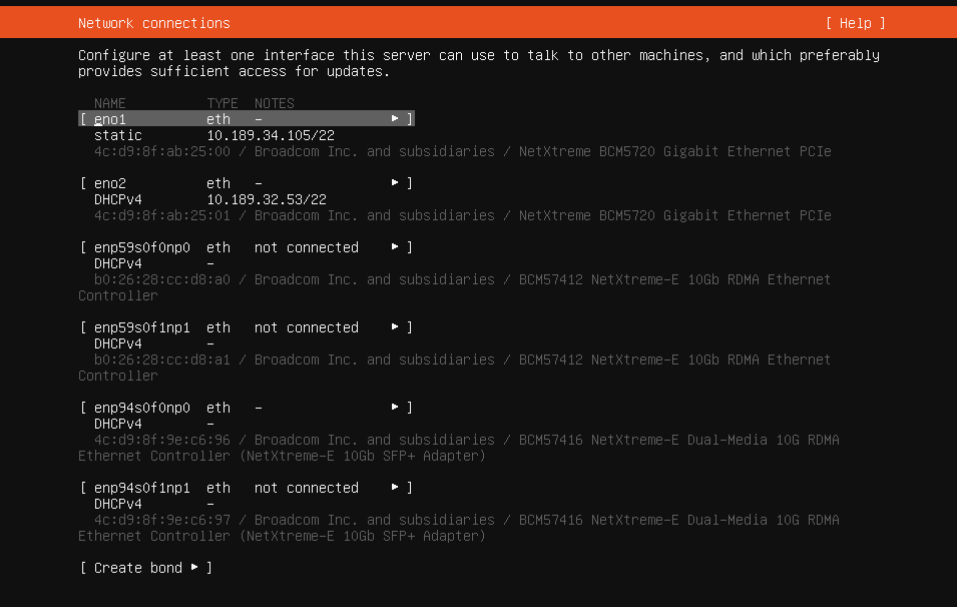 Network connections [ Help ]
Configure at least one interface this server can use to talk to other machines, and which preferably
provides sufficient access for updates.
NAME TYPE NOTES
[ eno1 eth - ▸ ]
static 10.189.34.105/22
4c:d9:8f:ab:25:00 / Broadcom Inc. and subsidiaries / NetXtreme BCM5720 Gigabit Ethernet PCIe
[ eno2 eth - ▸ ]
DHCPv4 10.189.32.53/22
4c:d9:8f:ab:25:01 / Broadcom Inc. and subsidiaries / NetXtreme BCM5720 Gigabit Ethernet PCIe
[ enp59s0f0np0 eth not connected ▸ ]
DHCPv4 -
b0:26:28:cc:d8:a0 / Broadcom Inc. and subsidiaries / BCM57412 NetXtreme-E 10Gb RDMA Ethernet
Controller
[ enp59s0f1np1 eth not connected ▸ ]
DHCPv4 -
b0:26:28:cc:d8:a1 / Broadcom Inc. and subsidiaries / BCM57412 NetXtreme-E 10Gb RDMA Ethernet
Controller
[ enp94s0f0np0 eth - ▸ ]
DHCPv4 -
4c:d9:8f:9e:c6:96 / Broadcom Inc. and subsidiaries / BCM57416 NetXtreme-E Dual-Media 10G RDMA
Ethernet Controller (NetXtreme-E 10Gb SFP+ Adapter)
[ enp94s0f1np1 eth not connected ▸ ]
DHCPv4 -
4c:d9:8f:9e:c6:97 / Broadcom Inc. and subsidiaries / BCM57416 NetXtreme-E Dual-Media 10G RDMA
Ethernet Controller (NetXtreme-E 10Gb SFP+ Adapter)
[ Create bond ▸ ]